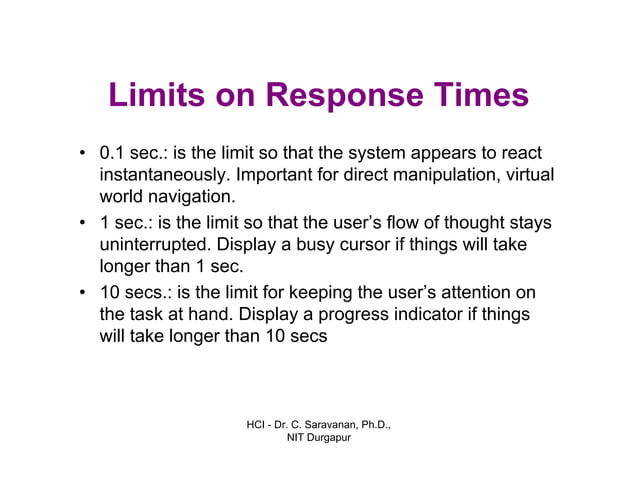 Limits on Response Times
• 0.1 sec.: is the limit so that the system appears to react
instantaneously. Important for direct manipulation, virtual
world navigation.
• 1 sec.: is the limit so that the user’s flow of thought stays
uninterrupted. Display a busy cursor if things will take
longer than 1 sec.
• 10 secs.: is the limit for keeping the user’s attention on
the task at hand. Display a progress indicator if things
will take longer than 10 secs
HCI - Dr. C. Saravanan, Ph.D.,
NIT Durgapur